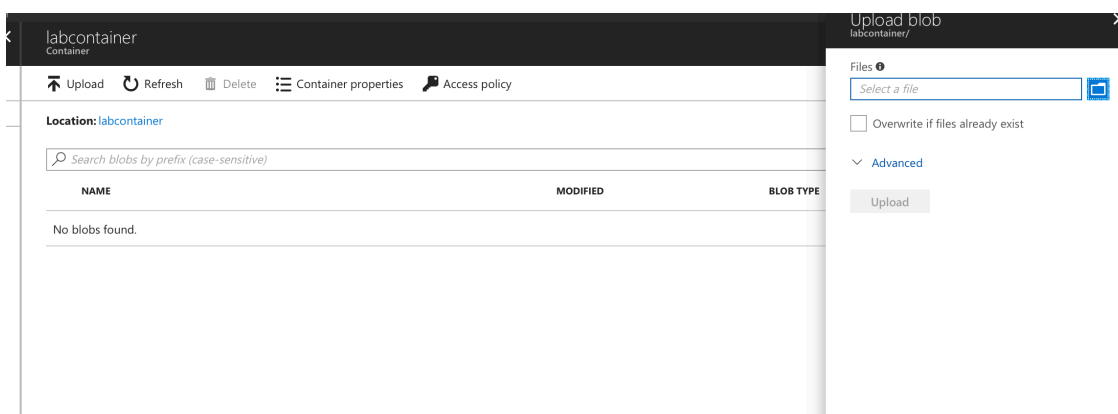 labcontainer
Container
Upload Refresh Delete Container properties Access policy
Location: labcontainer
Search blobs by prefix (case-sensitive)
NAME MODIFIED BLOB TYPE
No blobs found.
Upload blob
labcontainer/
Files
Select a file
Overwrite if files already exist
Advanced
Upload